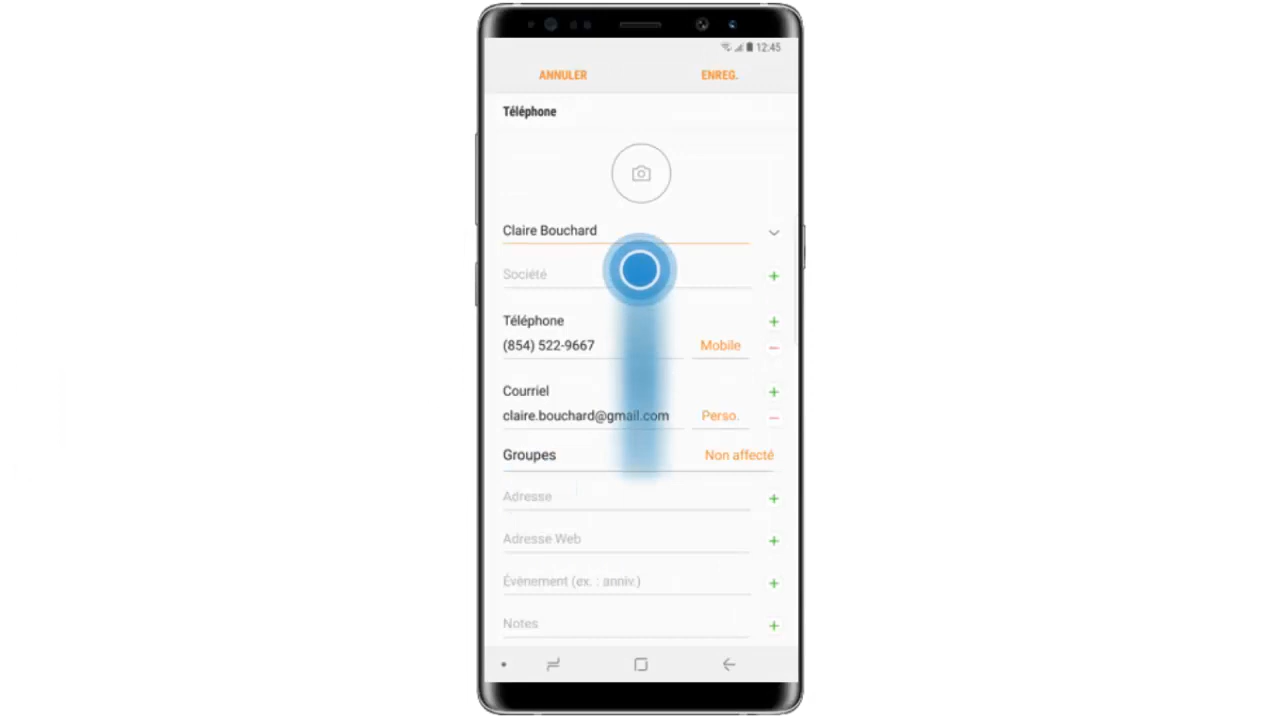 12:45
ANNULER ENREG.
Téléphone
Claire Bouchard
Société
Téléphone
(854) 522-9667 Mobile
Courriel
claire.bouchard@gmail.com Perso.
Groupes Non affecté
Adresse
Adresse Web
Évènement (ex. : anniv.)
Notes